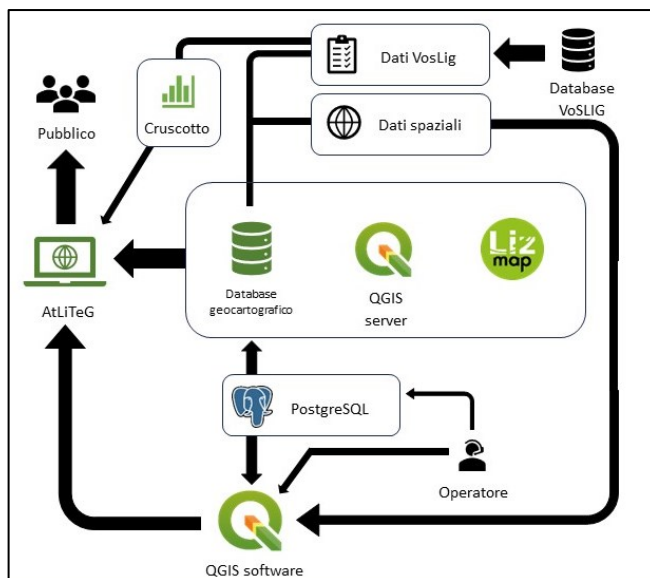 Dati VosLig
Database
VoSLIG
Pubblico
Cruscotto
Dati spaziali
Liz
map
AtLiTeG
Database
geocartografico
QGIS
server
PostgreSQL
Operatore
QGIS software